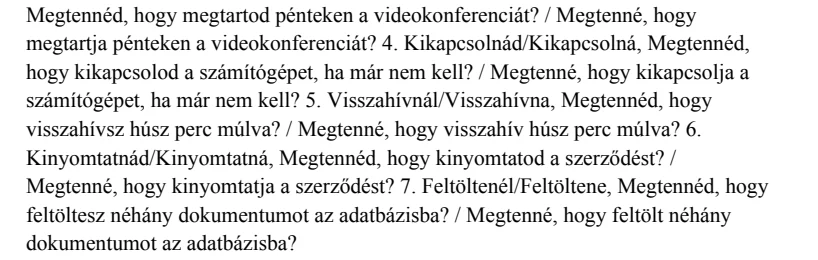 Megtennéd, hogy megtartod pénteken a videokonferenciát? / Megtenné, hogy
megtartja pénteken a videokonferenciát? 4. Kikapcsolnád/Kikapcsolná, Megtennéd,
hogy kikapcsolod a számítógépet, ha már nem kell? / Megtenné, hogy kikapcsolja a
számítógépet, ha már nem kell? 5. Visszahívnál/Visszahívna, Megtennéd, hogy
visszahívsz húsz perc múlva? / Megtenné, hogy visszahív húsz perc múlva? 6.
Kinyomtatnád/Kinyomtatná, Megtennéd, hogy kinyomtatod a szerződést? /
Megtenné, hogy kinyomtatja a szerződést? 7. Feltöltenél/Feltöltene, Megtennéd, hogy
feltöltesz néhány dokumentumot az adatbázisba? / Megtenné, hogy feltölt néhány
dokumentumot az adatbázisba?